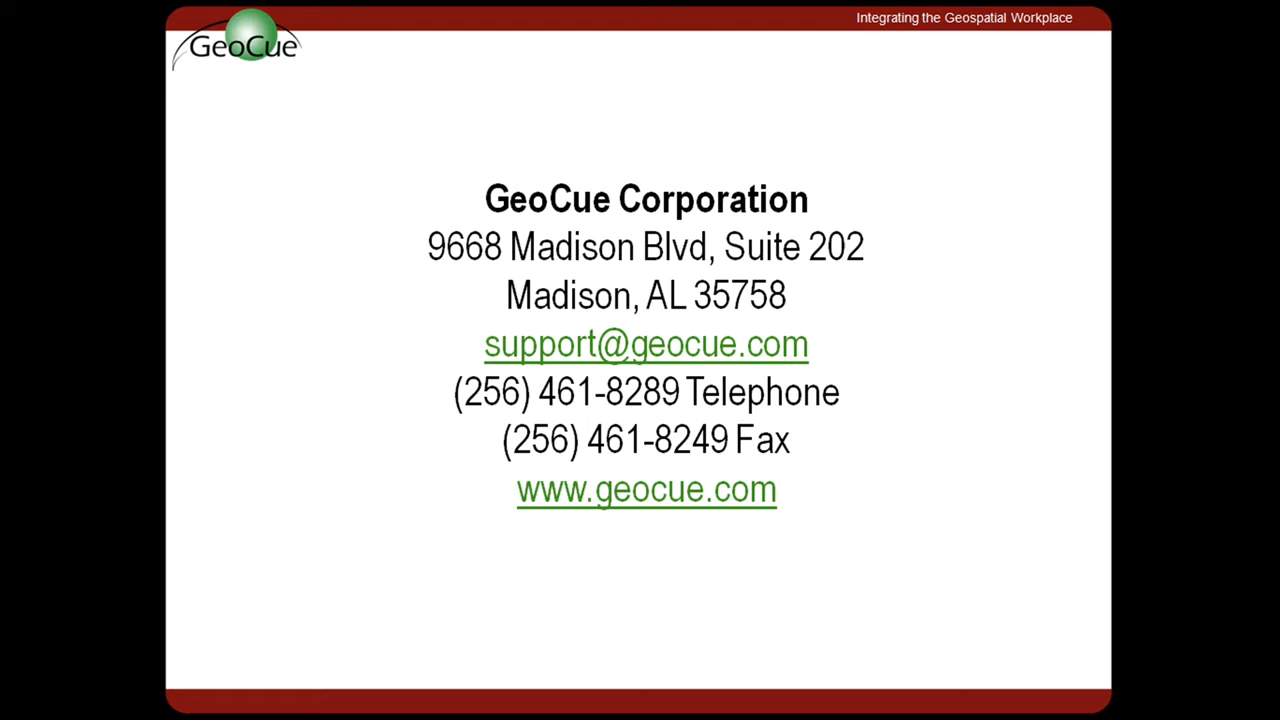 Integrating the Geospatial Workplace
GeoCue
GeoCue Corporation
9668 Madison Blvd, Suite 202
Madison, AL 35758
support@geocue.com
(256) 461-8289 Telephone
(256) 461-8249 Fax
www.geocue.com